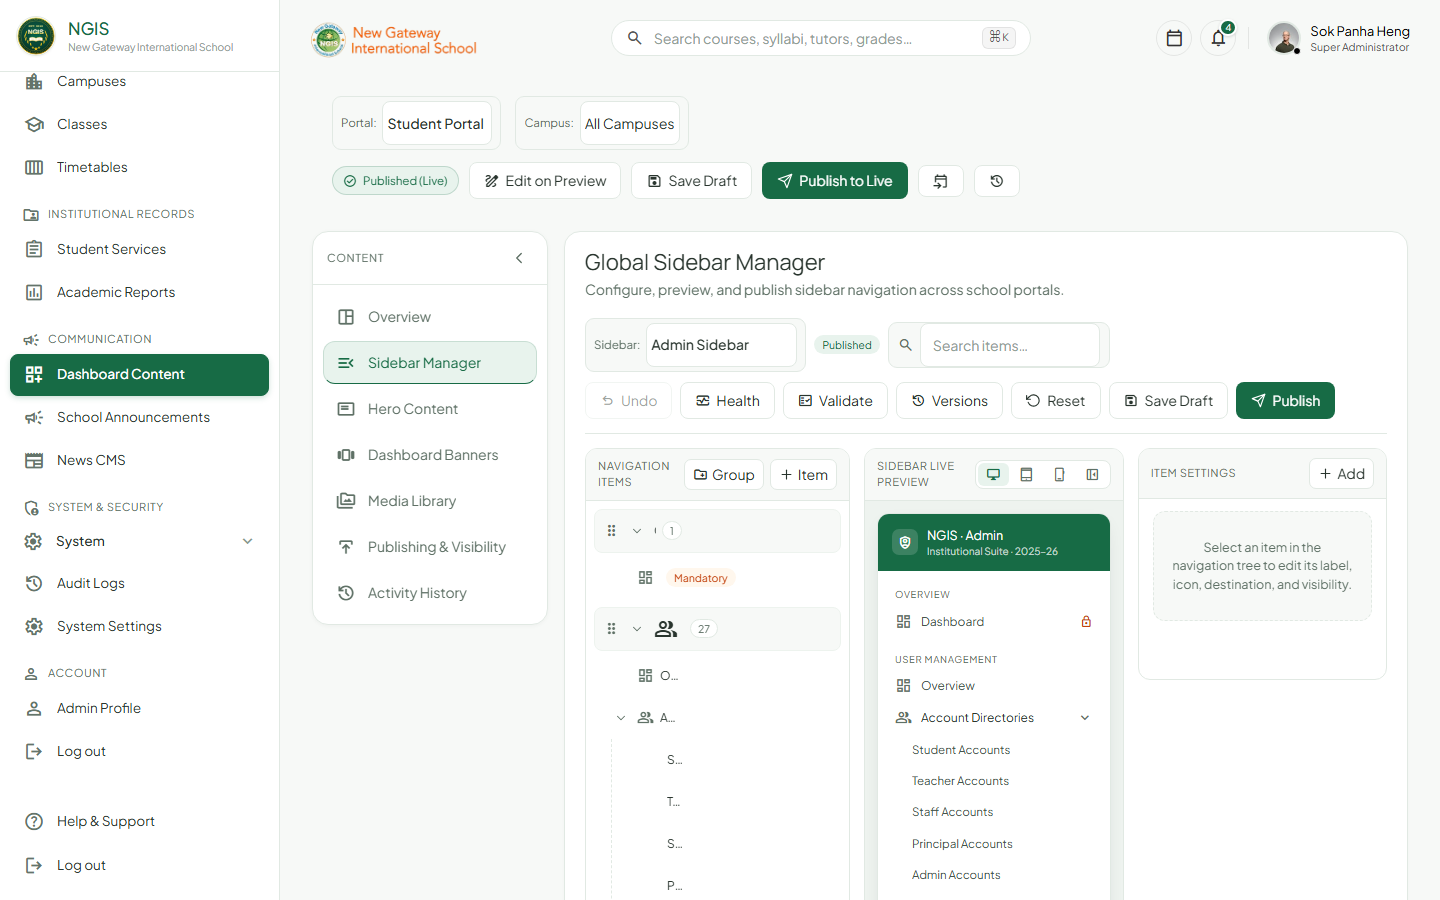 NGIS
New Gateway International School
Campuses
Classes
Timetables
INSTITUTIONAL RECORDS
Student Services
Academic Reports
COMMUNICATION
Dashboard Content
School Announcements
News CMS
SYSTEM & SECURITY
System
Audit Logs
System Settings
ACCOUNT
Admin Profile
Log out
Help & Support
Log out
New Gateway
International School
Search courses, syllabi, tutors, grades...
⌘K
4
Sok Panha Heng
Super Administrator
Portal: Student Portal
Campus: All Campuses
Published (Live)
Edit on Preview
Save Draft
Publish to Live
CONTENT
Overview
Sidebar Manager
Hero Content
Dashboard Banners
Media Library
Publishing & Visibility
Activity History
Global Sidebar Manager
Configure, preview, and publish sidebar navigation across school portals.
Sidebar: Admin Sidebar
Published
Search items...
Undo
Health
Validate
Versions
Reset
Save Draft
Publish
NAVIGATION
ITEMS
Group
Item
1
Mandatory
27
O...
A...
S...
T...
S...
P...
SIDEBAR LIVE
PREVIEW
NGIS · Admin
Institutional Suite · 2025–26
OVERVIEW
Dashboard
USER MANAGEMENT
Overview
Account Directories
Student Accounts
Teacher Accounts
Staff Accounts
Principal Accounts
Admin Accounts
ITEM SETTINGS
Add
Select an item in the
navigation tree to edit its label,
icon, destination, and visibility.